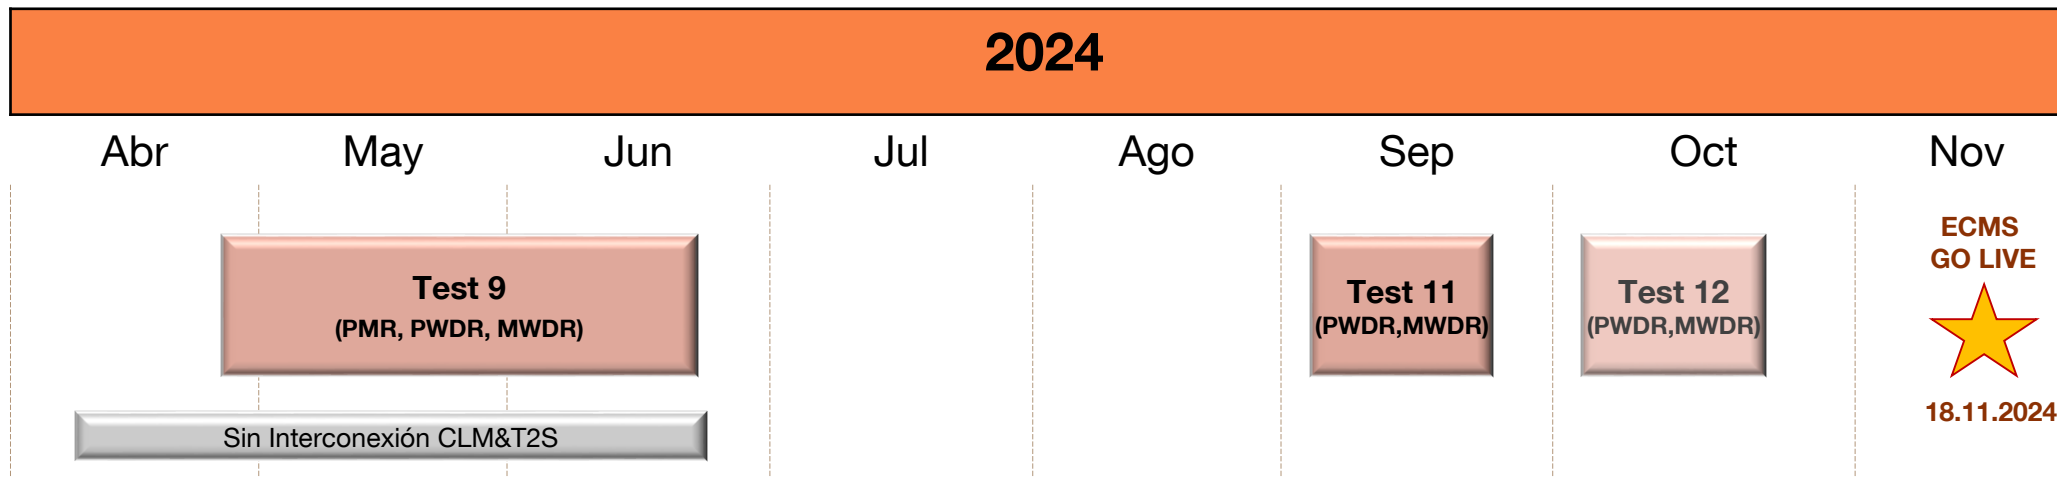 2024
Abr May Jun Jul Ago Sep Oct Nov
ECMS
GO LIVE
Test 9
(PMR, PWDR, MWDR)
Test 11
(PWDR,MWDR)
Test 12
(PWDR,MWDR)
18.11.2024
Sin Interconexión CLM&T2S